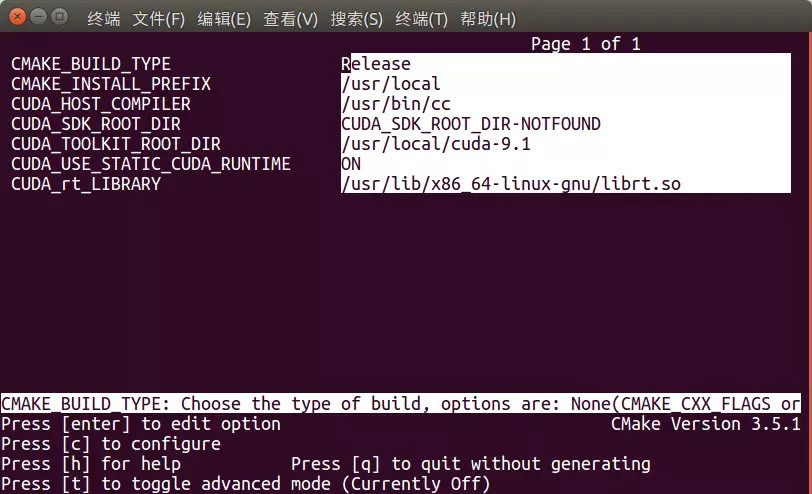 终端 文件(F) 编辑(E) 查看(V) 搜索(S) 终端(T) 帮助(H)
Page 1 of 1
CMAKE_BUILD_TYPE Release
CMAKE_INSTALL_PREFIX /usr/local
CUDA_HOST_COMPILER /usr/bin/cc
CUDA_SDK_ROOT_DIR CUDA_SDK_ROOT_DIR-NOTFOUND
CUDA_TOOLKIT_ROOT_DIR /usr/local/cuda-9.1
CUDA_USE_STATIC_CUDA_RUNTIME ON
CUDA_rt_LIBRARY /usr/lib/x86_64-linux-gnu/librt.so
CMAKE_BUILD_TYPE: Choose the type of build, options are: None(CMAKE_CXX_FLAGS or
Press [enter] to edit option CMake Version 3.5.1
Press [c] to configure
Press [h] for help Press [q] to quit without generating
Press [t] to toggle advanced mode (Currently Off)